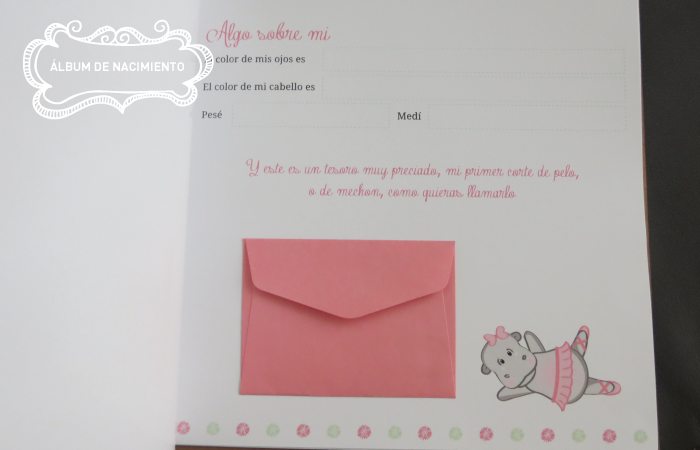 ÁLBUM DE NACIMIENTO
Algo sobre mi
color de mis ojos es
El color de mi cabello es
Pesé Medí
Y este es un tesoro muy preciado, mi primer corte de pelo,
o de mechon, como quieras llamarlo